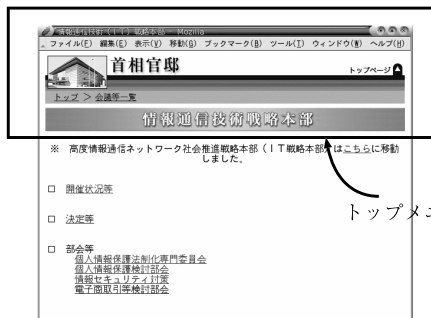 情報通信技術(IT)戦略本部 - Mozilla
ファイル(F) 編集(E) 表示(V) 移動(G) ブックマーク(B) ツール(T) ウィンドウ(W) ヘルプ(H)
首相官邸
トップページ
トップ > 会議等一覧
情報通信技術戦略本部
※ 高度情報通信ネットワーク社会推進戦略本部(IT戦略本部)はこちらに移動
しました。
□ 開催状況等
トップメニ
□ 決定等
□ 部会等
個人情報保護法制化専門委員会
個人情報保護検討部会
情報セキュリティ対策
電子商取引等検討部会